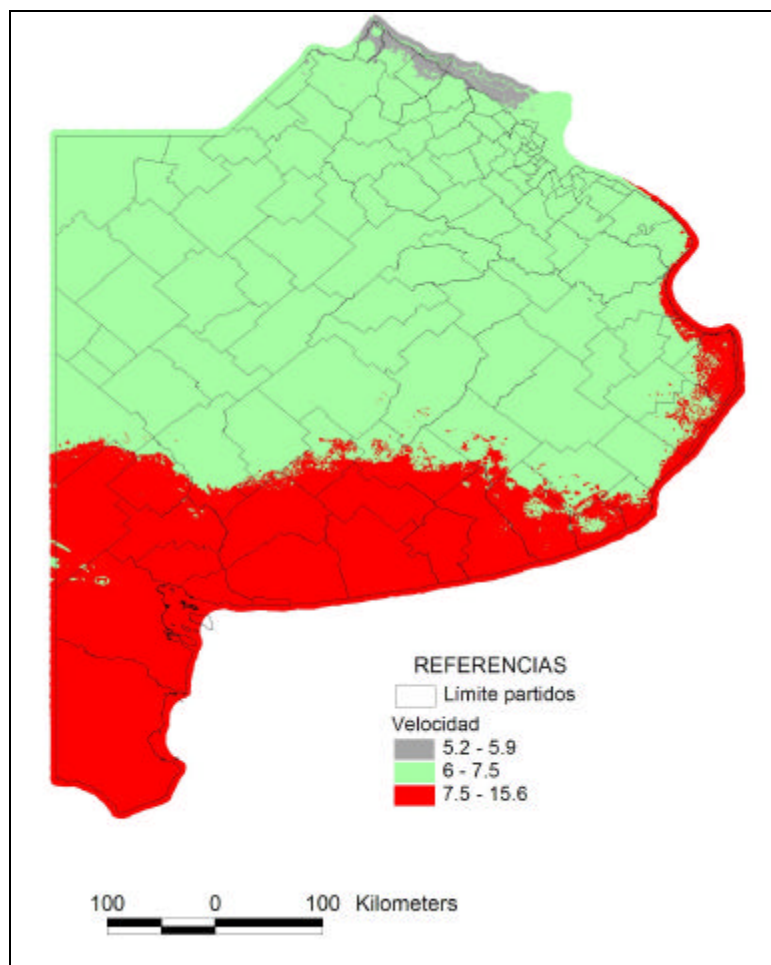 REFERENCIAS
Límite partidos
Velocidad
5.2 - 5.9
6 - 7.5
7.5 - 15.6
100 0 100 Kilometers